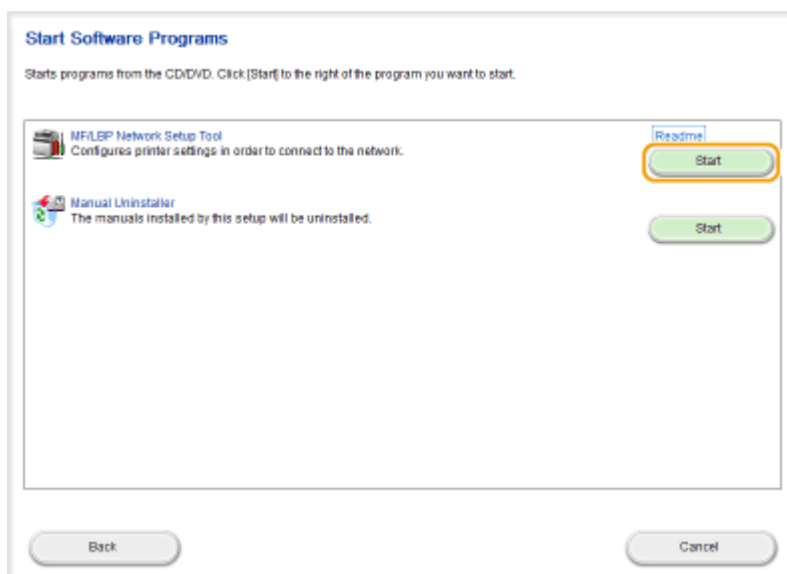 Start Software Programs
Starts programs from the CD/DVD. Click [Start] to the right of the program you want to start.
MF/LBP Network Setup Tool
Readme
Configures printer settings in order to connect to the network.
Start
Manual Uninstaller
The manuals installed by this setup will be uninstalled.
Start
Back
Cancel